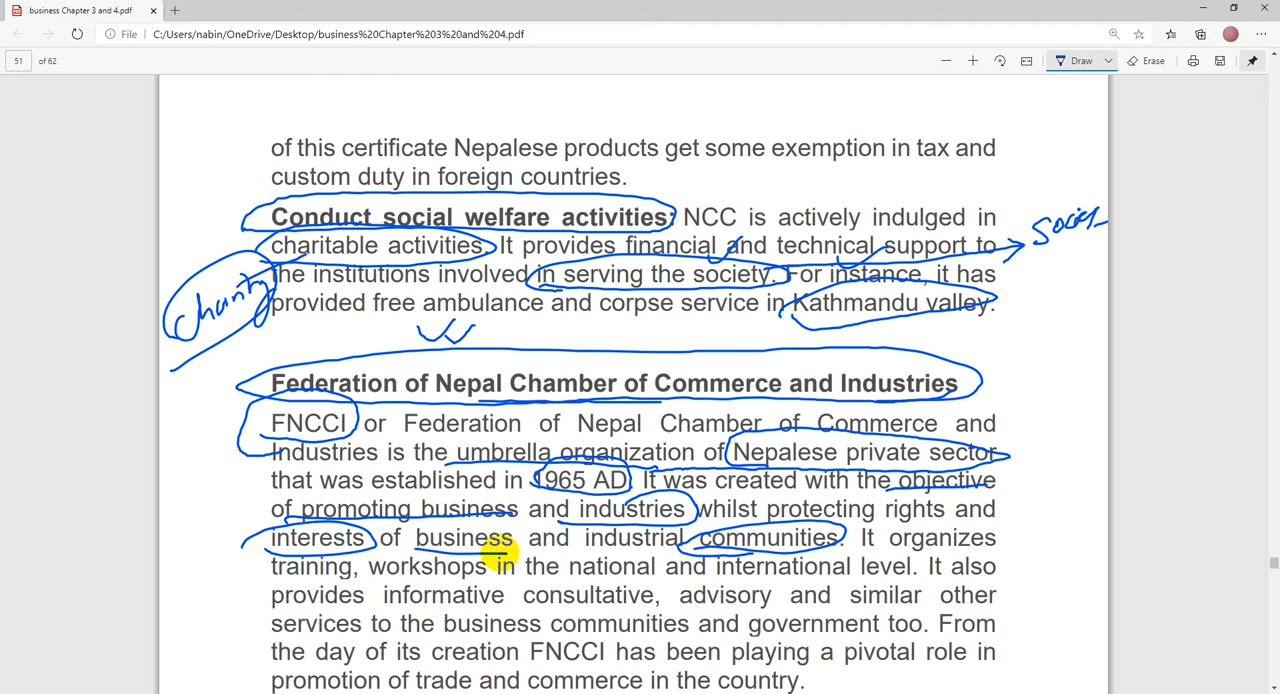 business Chapter 3 and 4.pdf
File C:/Users/nabin/OneDrive/Desktop/business%20Chapter%203%20and%204.pdf
51 of 62 Draw Erase
of this certificate Nepalese products get some exemption in tax and
custom duty in foreign countries.
Conduct social welfare activities: NCC is actively indulged in
charitable activities. It provides financial and technical support to
the institutions involved in serving the society. For instance, it has
provided free ambulance and corpse service in Kathmandu valley.
charity
Federation of Nepal Chamber of Commerce and Industries
FNCCI or Federation of Nepal Chamber of Commerce and
Industries is the umbrella organization of Nepalese private sector
that was established in 1965 AD. It was created with the objective
of promoting business and industries whilst protecting rights and
interests of business and industrial communities. It organizes
training, workshops in the national and international level. It also
provides informative consultative, advisory and similar other
services to the business communities and government too. From
the day of its creation FNCCI has been playing a pivotal role in
promotion of trade and commerce in the country.